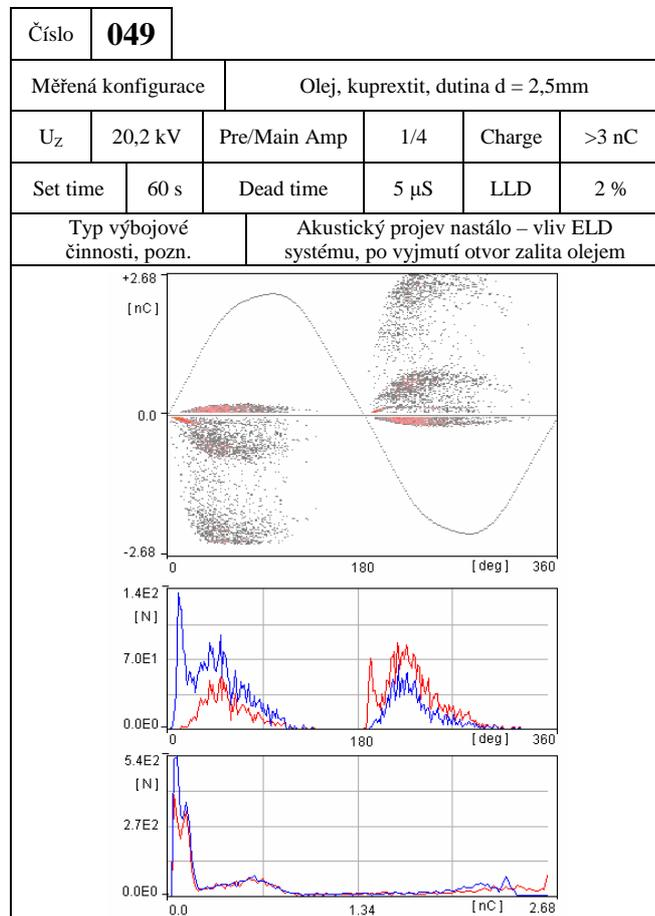 Číslo 049
Měřená konfigurace Olej, kuprextit, dutina d = 2,5mm
UZ 20,2 kV Pre/Main Amp 1/4 Charge >3 nC
Set time 60 s Dead time 5 μS LLD 2 %
Typ výbojové Akustický projev nastálo – vliv ELD
činnosti, pozn. systému, po vyjmutí otvor zalita olejem
+2.68
[nC]
0.0
-2.68
0 180 [deg] 360
1.4E2
[N]
7.0E1
0.0E0
0 180 [deg] 360
5.4E2
[N]
2.7E2
0.0E0
0.0 1.34 [nC] 2.68